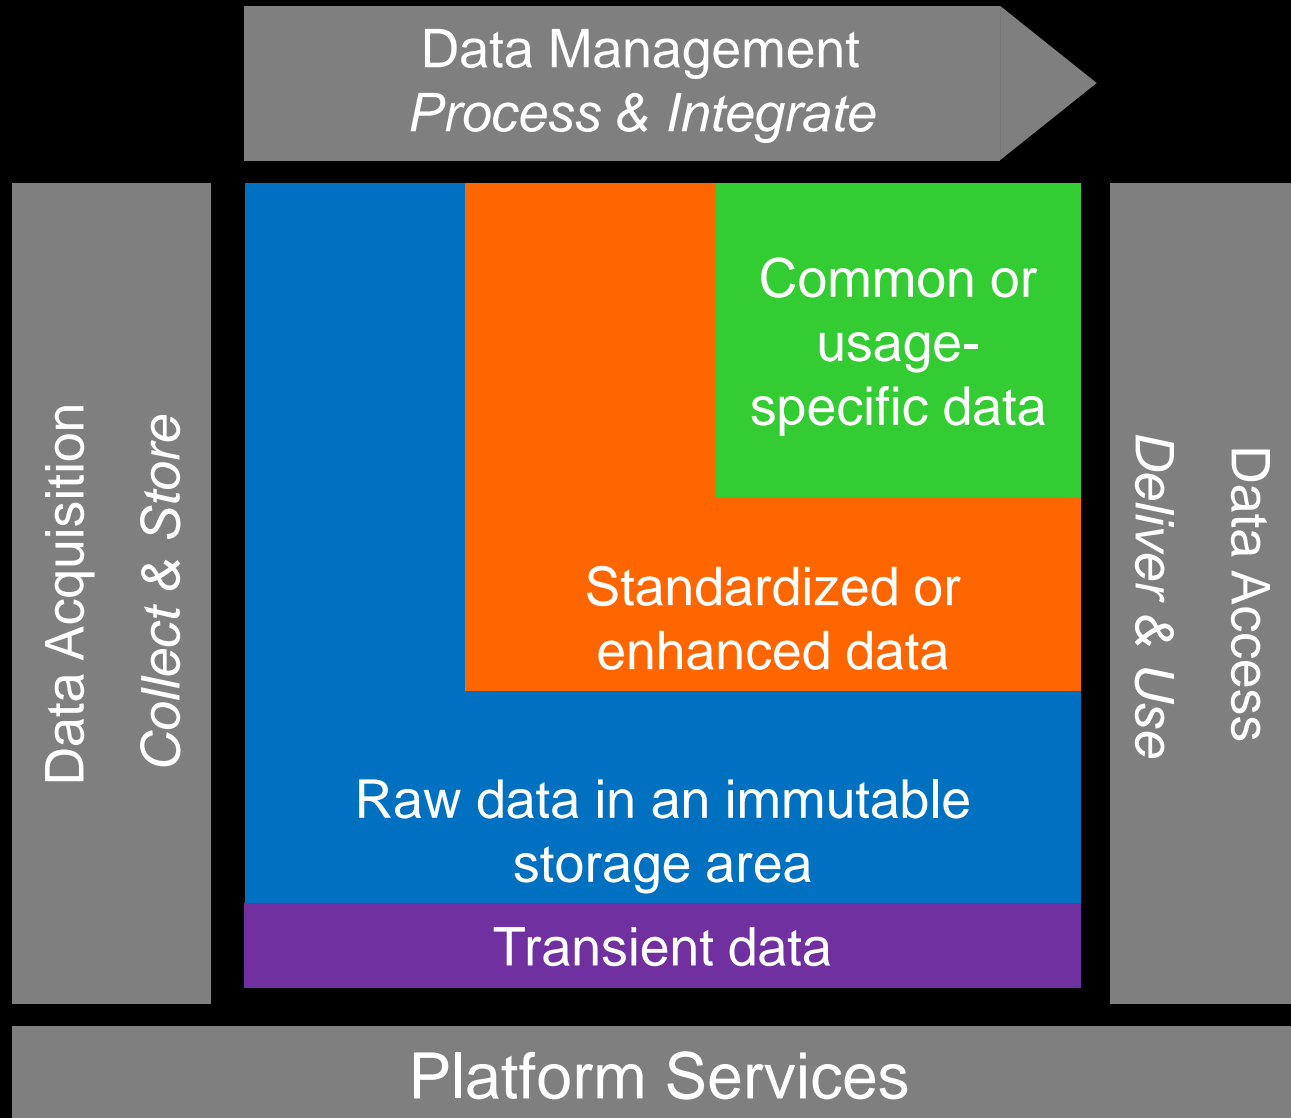 Data Management
Process & Integrate
Data Acquisition
Collect & Store
Common or
usage-
specific data
Standardized or
enhanced data
Raw data in an immutable
storage area
Transient data
Data Access
Deliver & Use
Platform Services